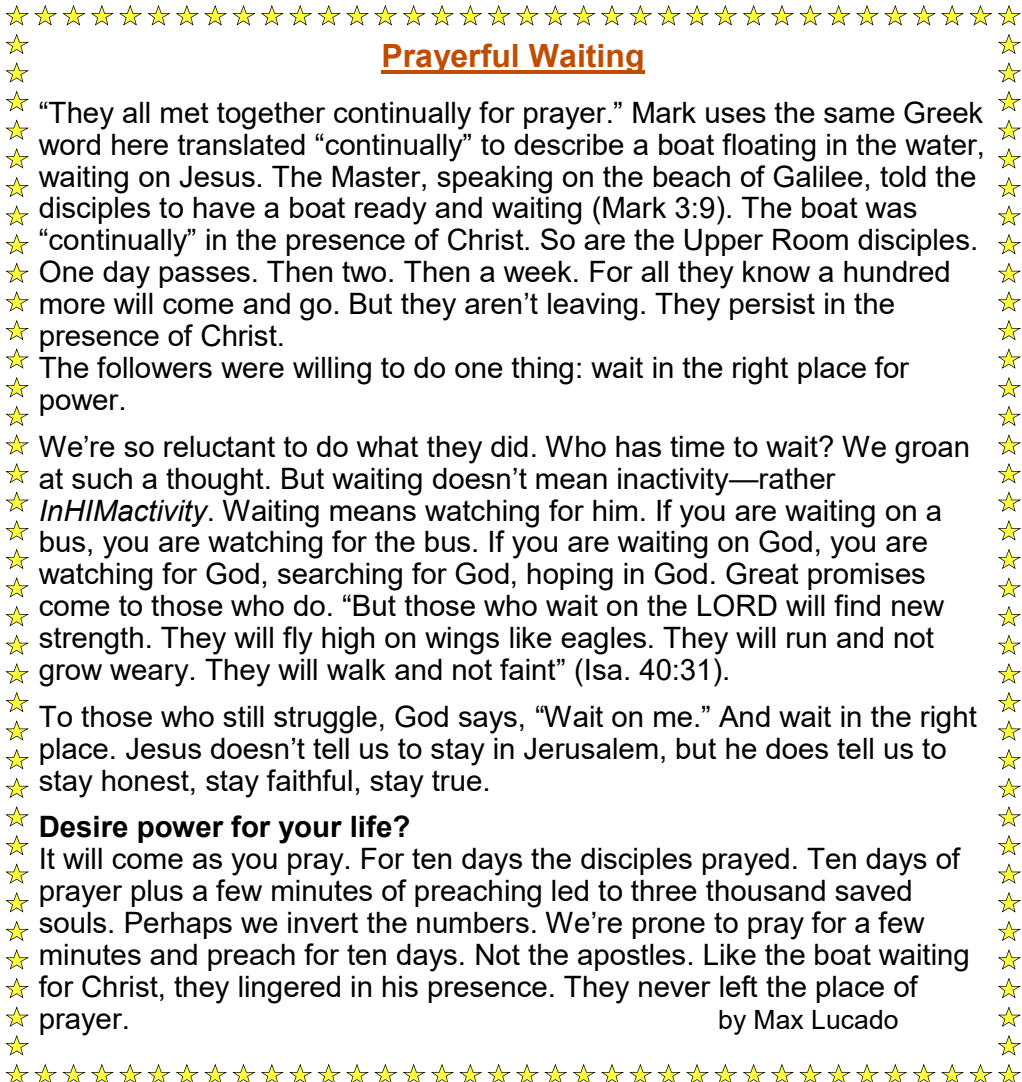 Prayerful Waiting
“They all met together continually for prayer.” Mark uses the same Greek
word here translated “continually” to describe a boat floating in the water,
waiting on Jesus. The Master, speaking on the beach of Galilee, told the
disciples to have a boat ready and waiting (Mark 3:9). The boat was
“continually” in the presence of Christ. So are the Upper Room disciples.
One day passes. Then two. Then a week. For all they know a hundred
more will come and go. But they aren’t leaving. They persist in the
presence of Christ.
The followers were willing to do one thing: wait in the right place for
power.
We’re so reluctant to do what they did. Who has time to wait? We groan
at such a thought. But waiting doesn’t mean inactivity—rather
InHIMactivity. Waiting means watching for him. If you are waiting on a
bus, you are watching for the bus. If you are waiting on God, you are
watching for God, searching for God, hoping in God. Great promises
come to those who do. “But those who wait on the LORD will find new
strength. They will fly high on wings like eagles. They will run and not
grow weary. They will walk and not faint” (Isa. 40:31).
To those who still struggle, God says, “Wait on me.” And wait in the right
place. Jesus doesn’t tell us to stay in Jerusalem, but he does tell us to
stay honest, stay faithful, stay true.
Desire power for your life?
It will come as you pray. For ten days the disciples prayed. Ten days of
prayer plus a few minutes of preaching led to three thousand saved
souls. Perhaps we invert the numbers. We’re prone to pray for a few
minutes and preach for ten days. Not the apostles. Like the boat waiting
for Christ, they lingered in his presence. They never left the place of
prayer. by Max Lucado